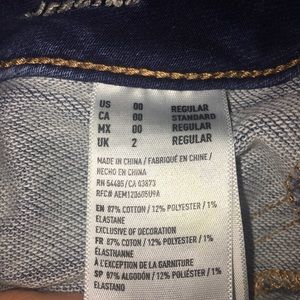 US 00 REGULAR
CA 00 STANDARD
MX 00 REGULAR
UK 2 REGULAR
MADE IN CHINA / FABRIQUÉ EN CHINE /
HECHO EN CHINA
RN 54485/CA 03873
RFC# AEM120605U9A
EN 87% COTTON / 12% POLYESTER / 1%
ELASTANE
EXCLUSIVE OF DECORATION
FR 87% COTON / 12% POLYESTER / 1%
ÉLASTHANNE
À L'EXCEPTION DE LA GARNITURE
SP 87% ALGODÓN / 12% POLIÉSTER / 1%
ELASTANO